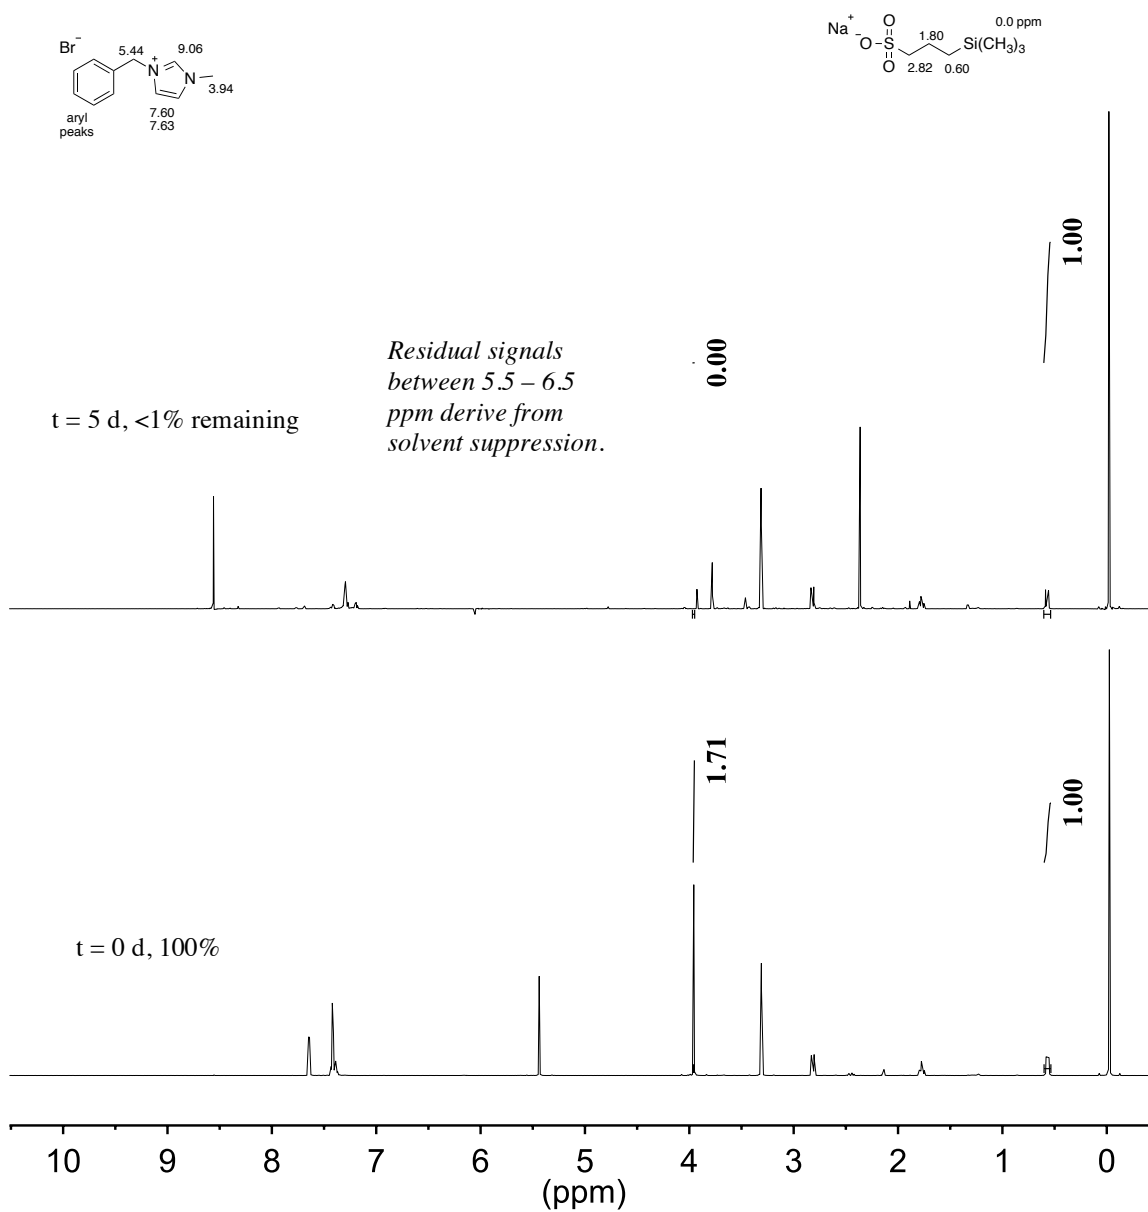 Br−
5.44
9.06
N+
N
3.94
7.60
7.63
aryl
peaks
Na+
O
−O
S
O
1.80
2.82
0.60
Si(CH3)3
0.0 ppm
1.00
0.00
Residual signals
between 5.5 – 6.5
ppm derive from
solvent suppression.
t = 5 d, <1% remaining
1.71
1.00
t = 0 d, 100%
10 9 8 7 6 5 4 3 2 1 0
(ppm)